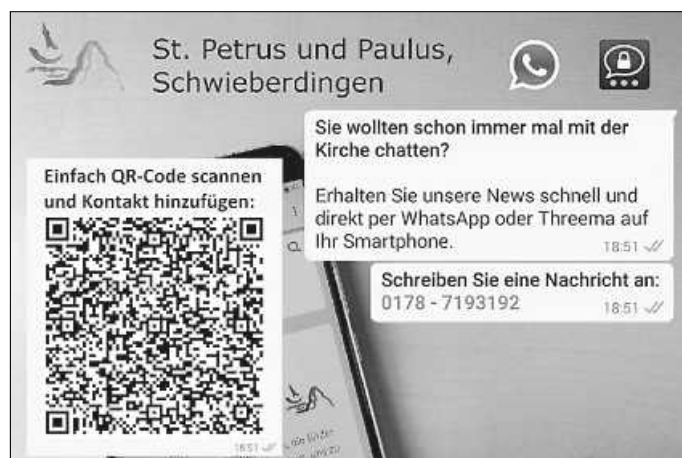 St. Petrus und Paulus,
Schwieberdingen
Sie wollten schon immer mal mit der
Kirche chatten?
Erhalten Sie unsere News schnell und
direkt per WhatsApp oder Threema auf
Ihr Smartphone.
18:51
Schreiben Sie eine Nachricht an:
0178 - 7193192
18:51
Einfach QR-Code scannen
und Kontakt hinzufügen:
18:51